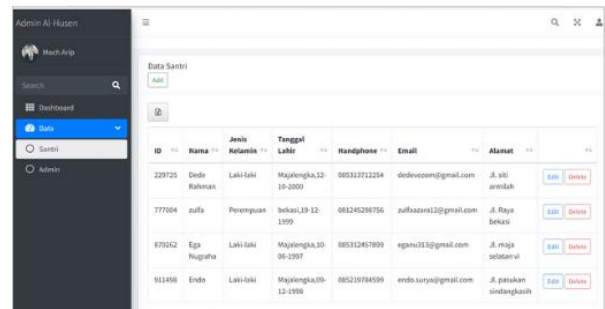 Admin Al-Husen
Moch Arip
Search
Dashboard
Data
Santri
Admin
Data Santri
Add
ID Nama Jenis Kelamin Tanggal Lahir Handphone Email Alamat
229725 Dede Rahman Laki-laki Majalengka,12-10-2000 085313712254 dedevezom@gmail.com Jl. siti armilah Edit Delete
777004 zulfa Perempuan bekasi,19-12-1999 081245298756 zulfaazara12@gmail.com Jl. Raya bekasi Edit Delete
870262 Ega Nugraha Laki-laki Majalengka,10-06-1997 085312457899 eganu313@gmail.com Jl. maja selatan vi Edit Delete
911498 Endo Laki-laki Majalengka,09-12-1998 085219784599 endo.surya@gmail.com Jl. pasukan sindangkasih Edit Delete